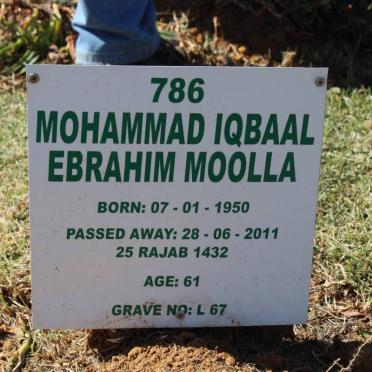 786
MOHAMMAD IQBAAL
EBRAHIM MOOLLA
BORN: 07 - 01 - 1950
PASSED AWAY: 28 - 06 - 2011
25 RAJAB 1432
AGE: 61
GRAVE NO: L 67